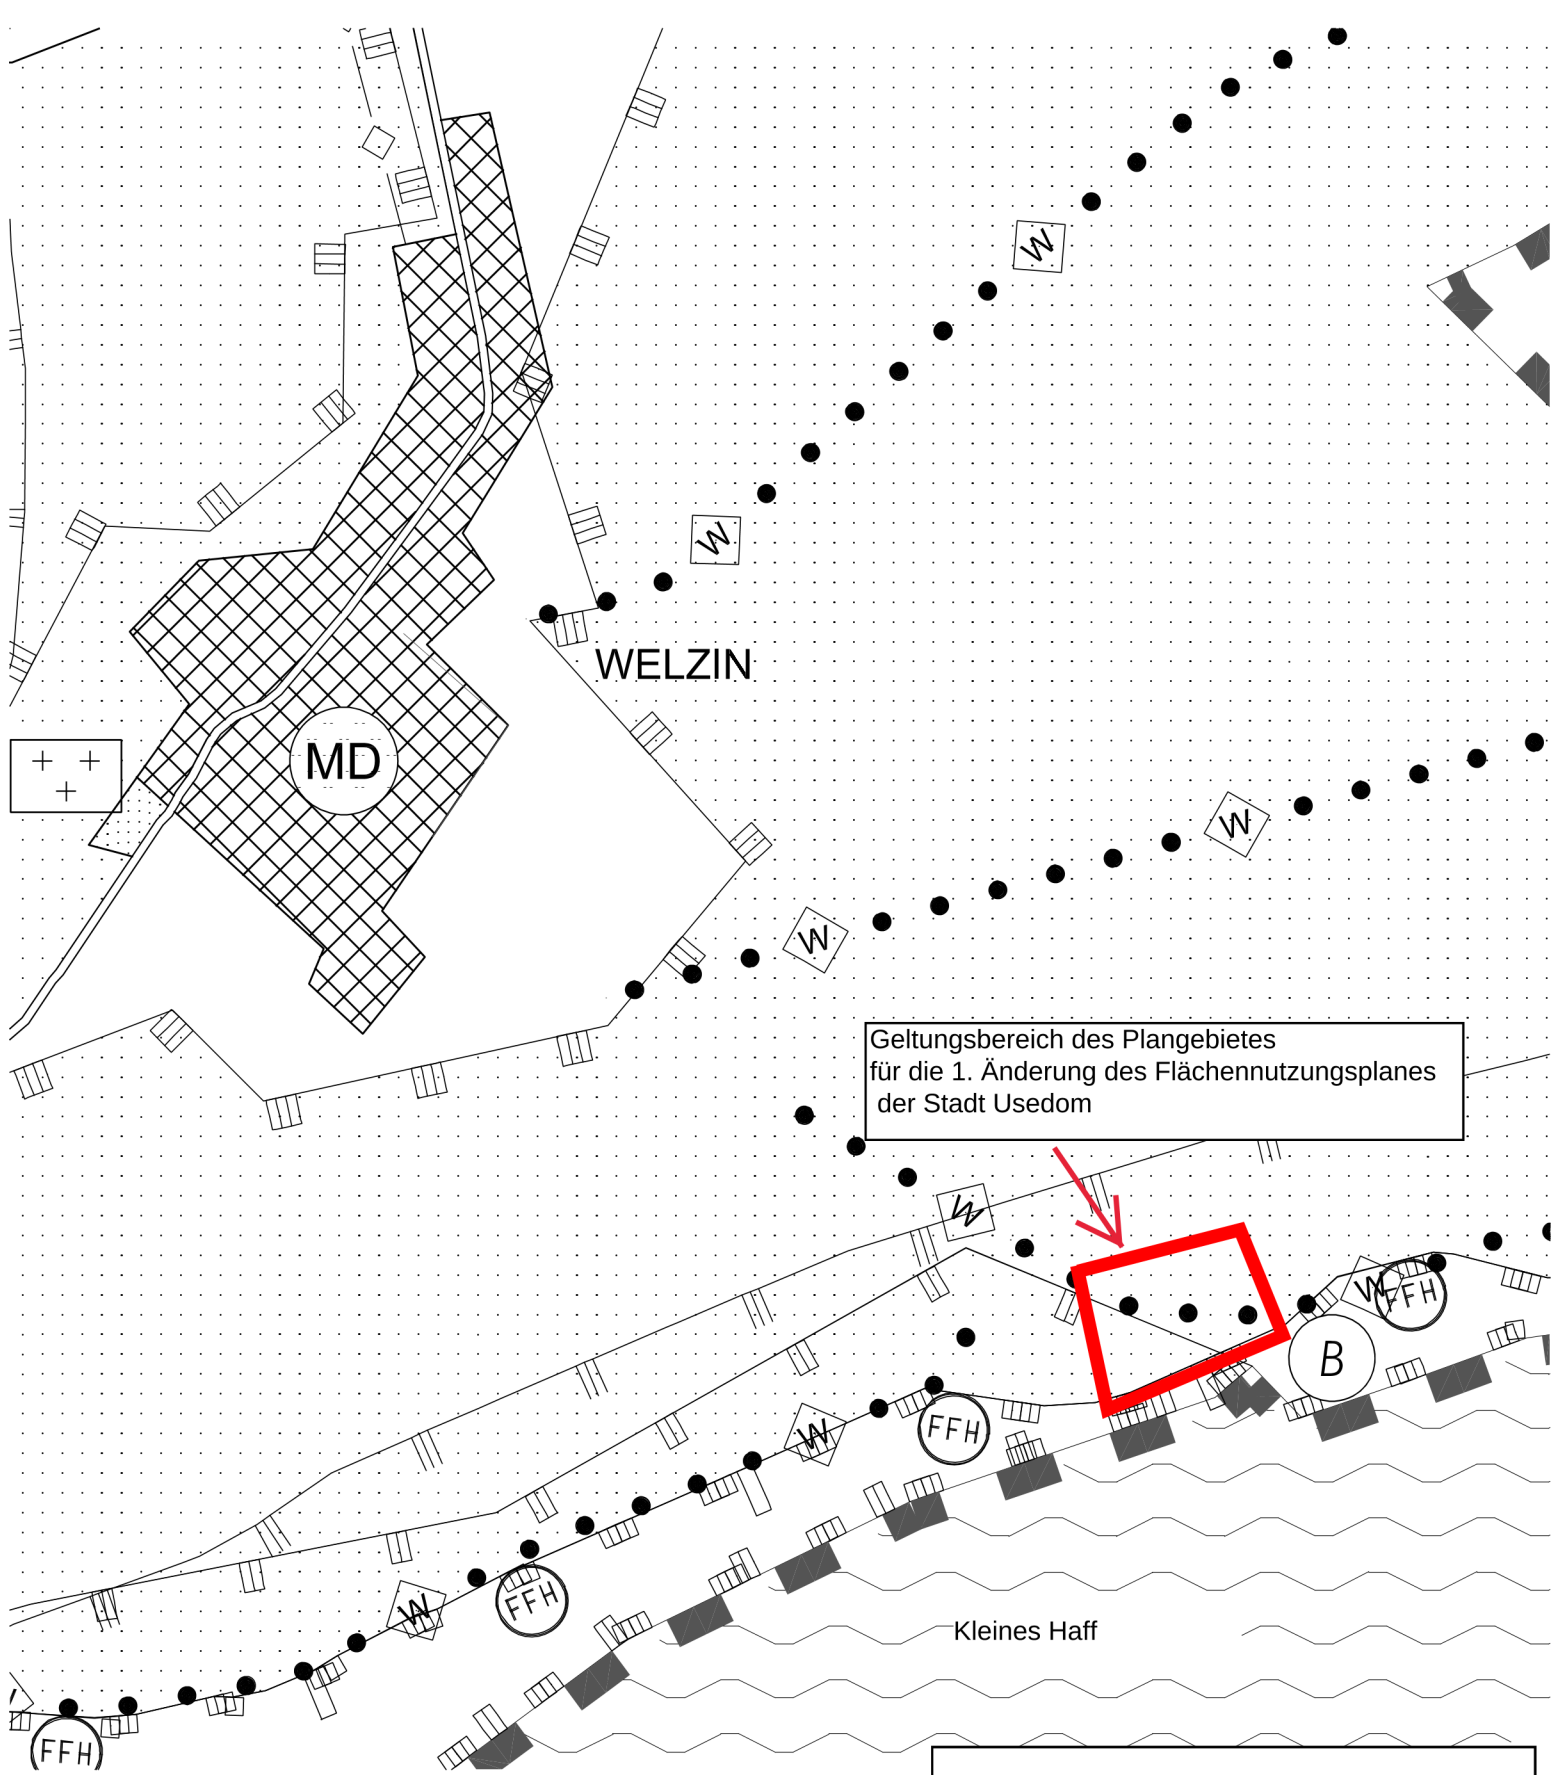 W
W
WELZIN
MD
W
W
Geltungsbereich des Plangebietes
für die 1. Änderung des Flächennutzungsplanes
der Stadt Usedom
W
W
FFH
B
W
FFH
FFH
W
Kleines Haff
FFH